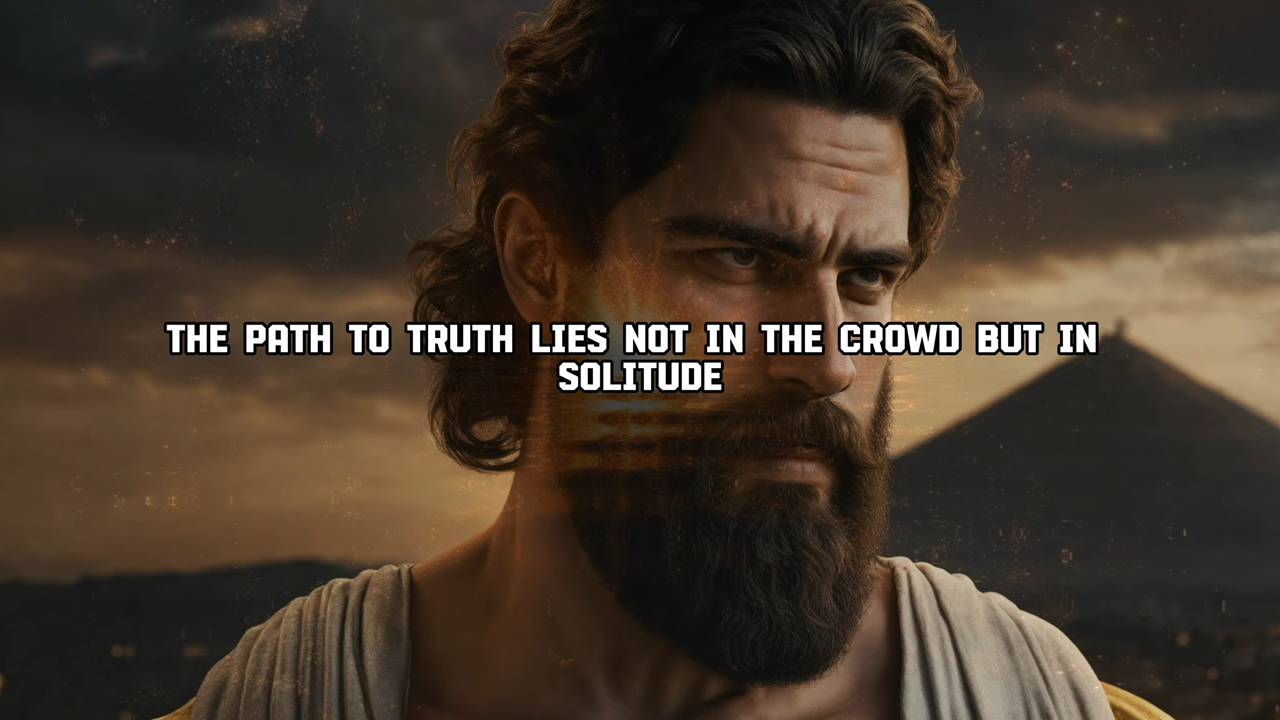 THE PATH TO TRUTH LIES NOT IN THE CROWD BUT IN
SOLITUDE